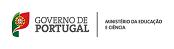 GOVERNO DE
PORTUGAL
MINISTÉRIO DA EDUCAÇÃO
E CIÊNCIA